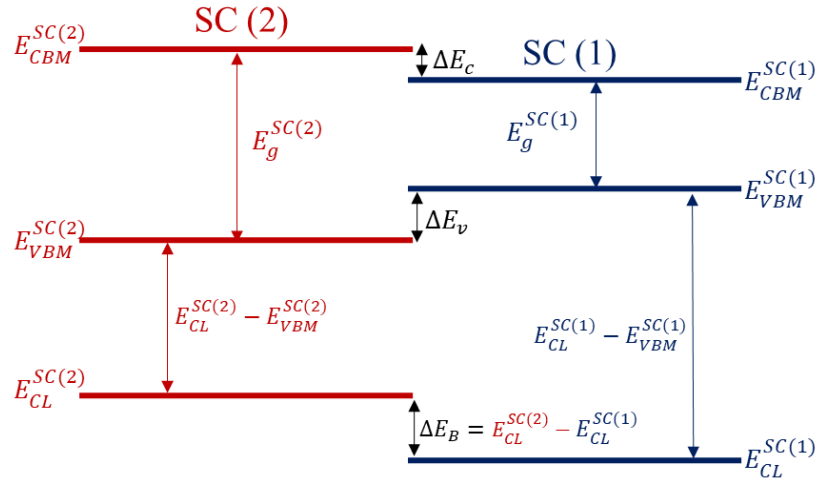 SC (2)
SC (1)
E_{CBM}^{SC(2)}
ΔE_c
E_{CBM}^{SC(1)}
E_g^{SC(2)}
E_g^{SC(1)}
E_{VBM}^{SC(1)}
ΔE_v
E_{VBM}^{SC(2)}
E_{CL}^{SC(2)} − E_{VBM}^{SC(2)}
E_{CL}^{SC(1)} − E_{VBM}^{SC(1)}
E_{CL}^{SC(2)}
ΔE_B = E_{CL}^{SC(2)} − E_{CL}^{SC(1)}
E_{CL}^{SC(1)}